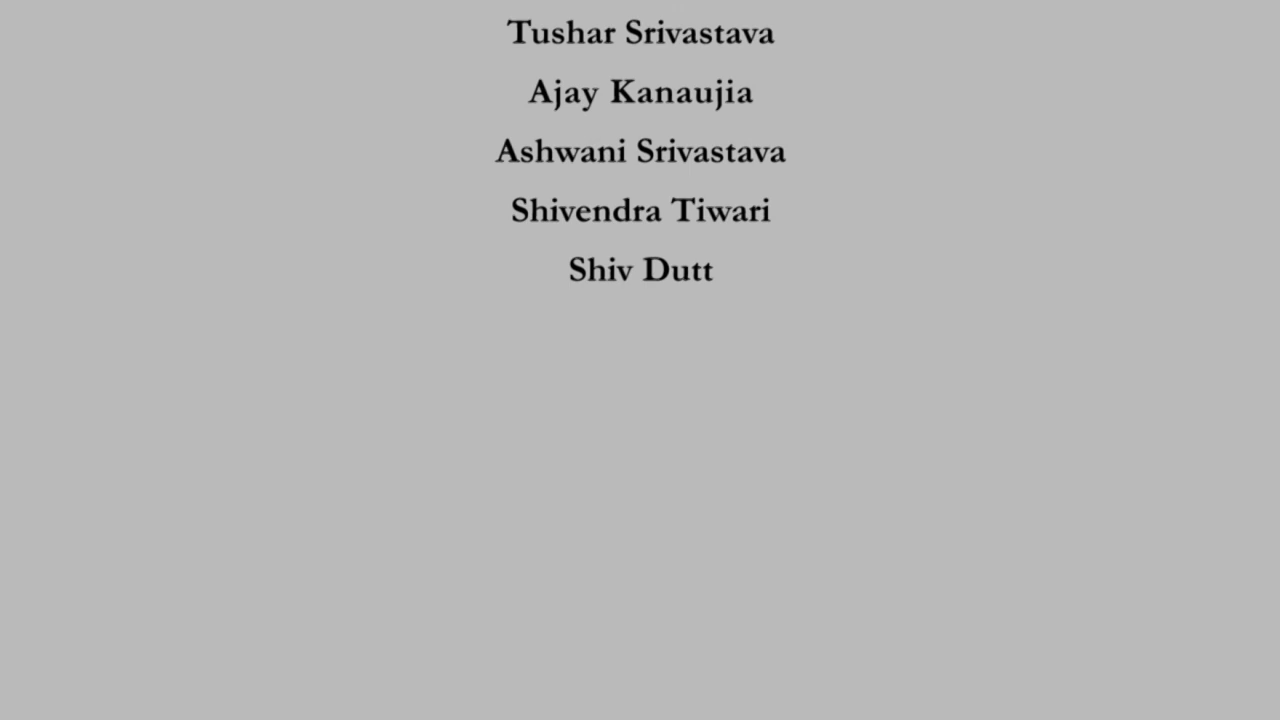 Tushar Srivastava
Ajay Kanaujia
Ashwani Srivastava
Shivendra Tiwari
Shiv Dutt